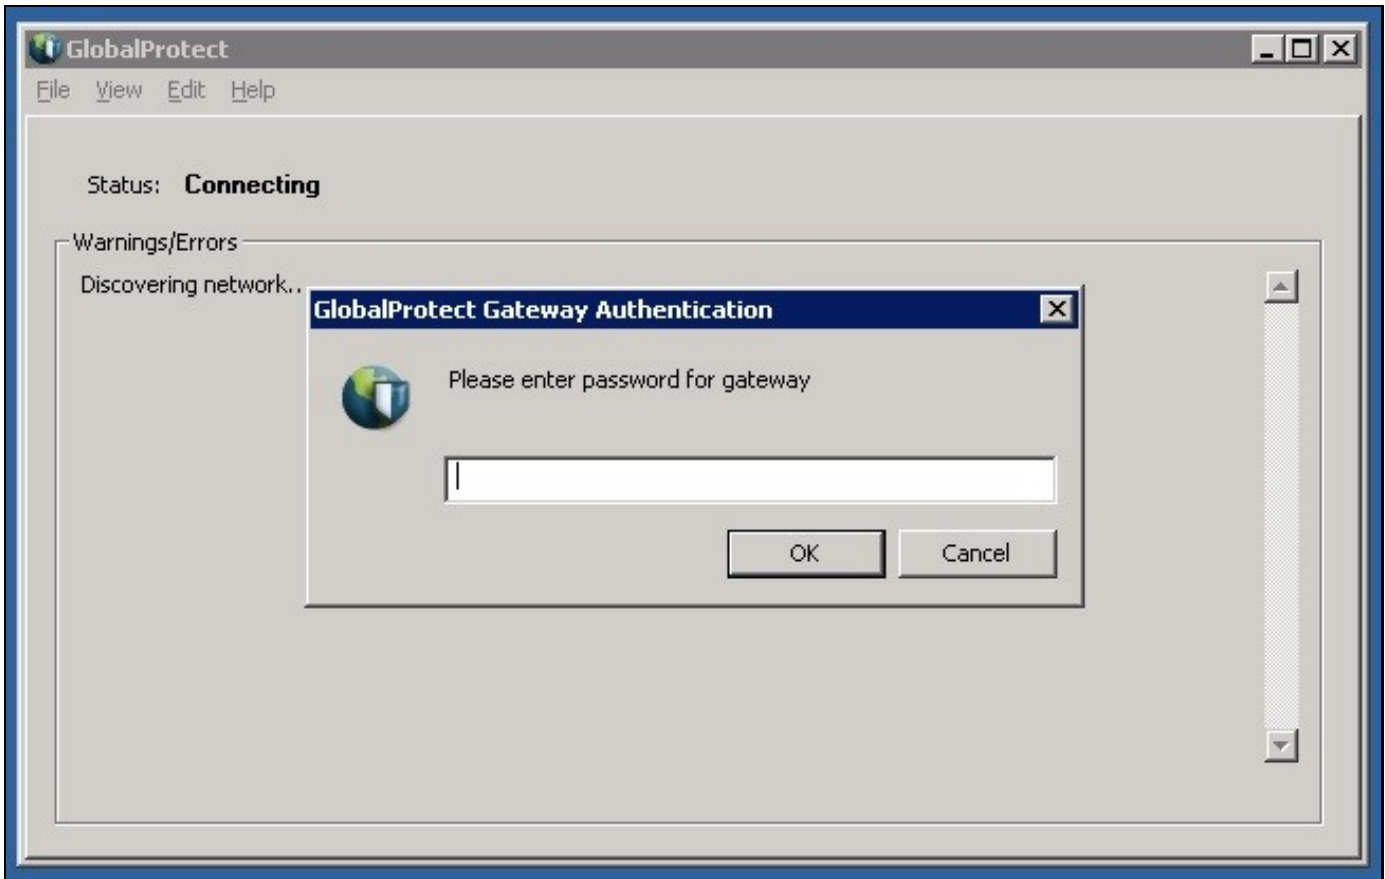 GlobalProtect
File View Edit Help
Status: Connecting
Warnings/Errors
Discovering network..
GlobalProtect Gateway Authentication
Please enter password for gateway
OK Cancel